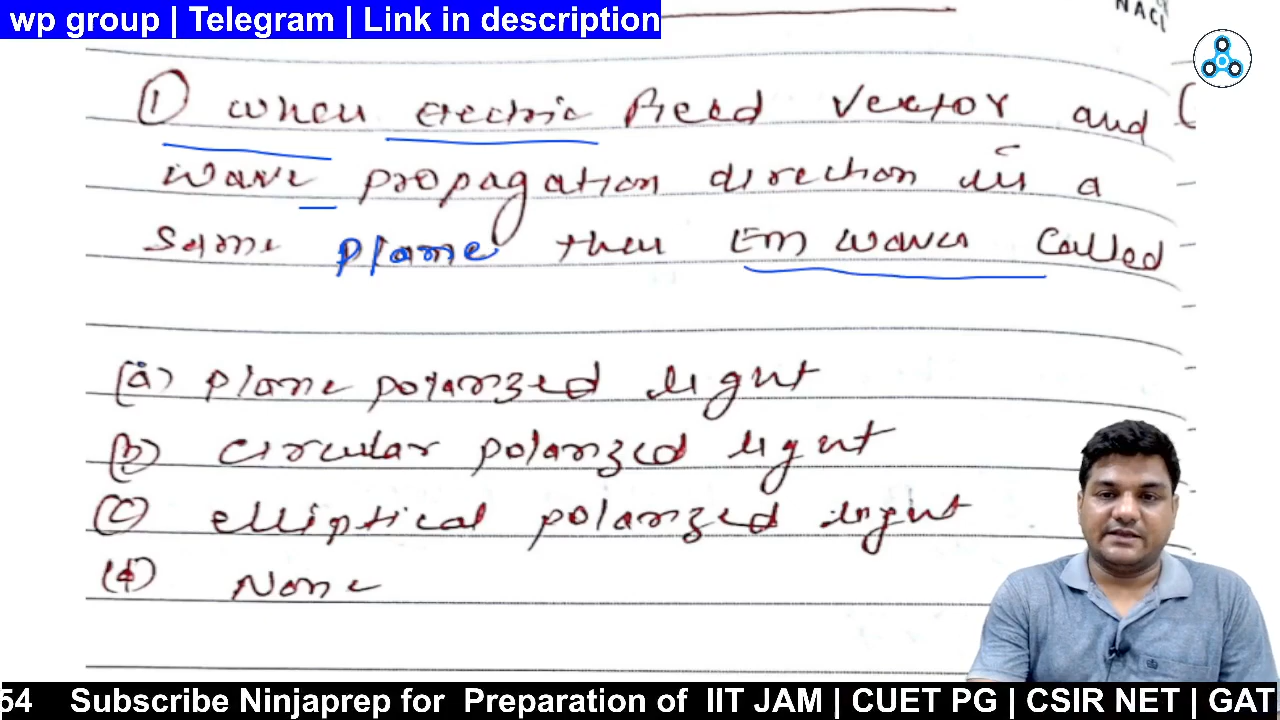 wp group | Telegram | Link in description
NACl
① when electric field vector and (
wave propagation direction in a
same plane then EM waves called
(a) plane polarized light
(b) circular polarized light
(c) elliptical polarized light
(d) None
54 Subscribe Ninjaprep for Preparation of IIT JAM | CUET PG | CSIR NET | GAT